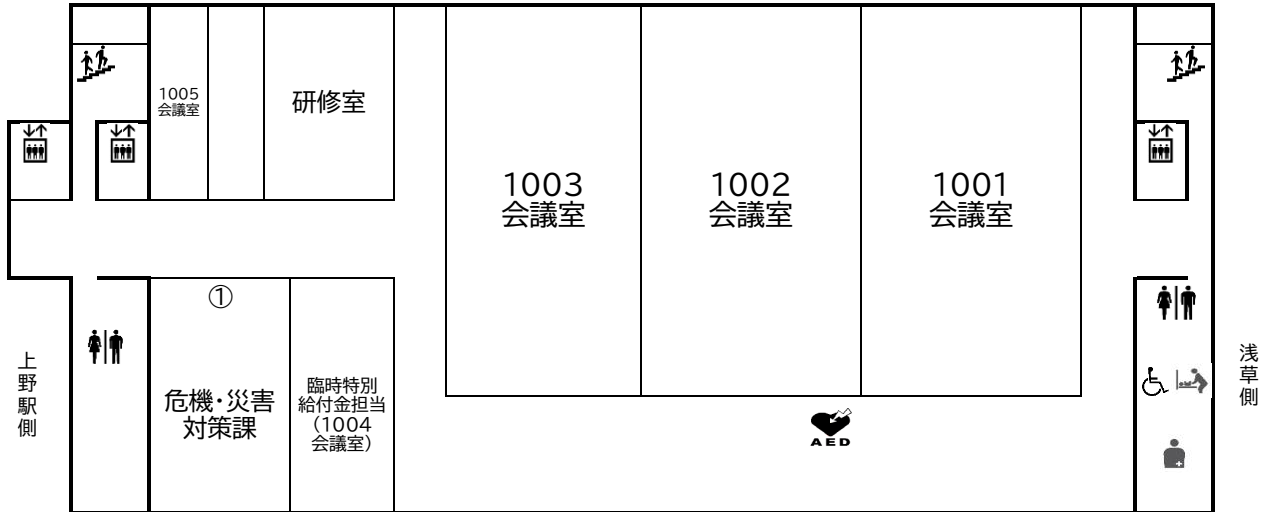 1005
会議室
研修室
1003
会議室
1002
会議室
1001
会議室
①
危機・災害
対策課
臨時特別
給付金担当
(1004
会議室)
上野駅側
浅草側
AED